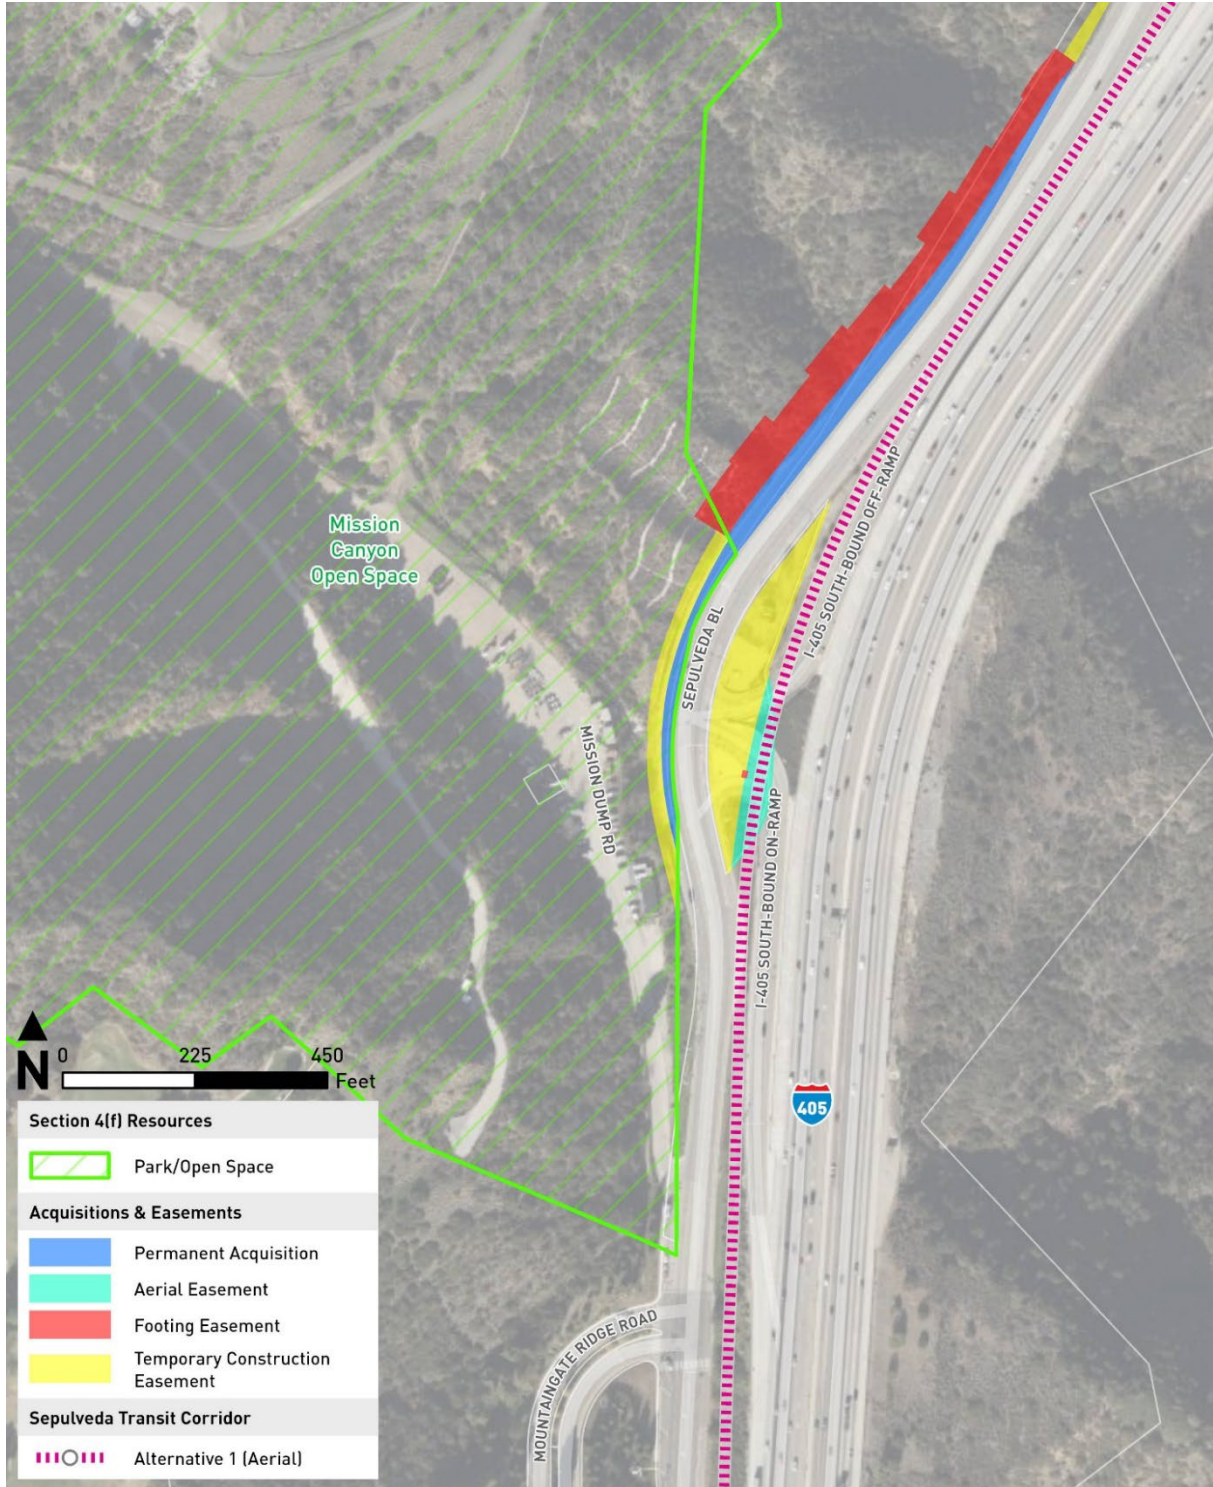 Mission
Canyon
Open Space
SEPULVEDA BL
I-405 SOUTH-BOUND OFF-RAMP
MISSION DUMP RD
I-405 SOUTH-BOUND ON-RAMP
405
MOUNTAINGATE RIDGE ROAD
N
0 225 450
Feet
Section 4(f) Resources
Park/Open Space
Acquisitions & Easements
Permanent Acquisition
Aerial Easement
Footing Easement
Temporary Construction
Easement
Sepulveda Transit Corridor
Alternative 1 (Aerial)